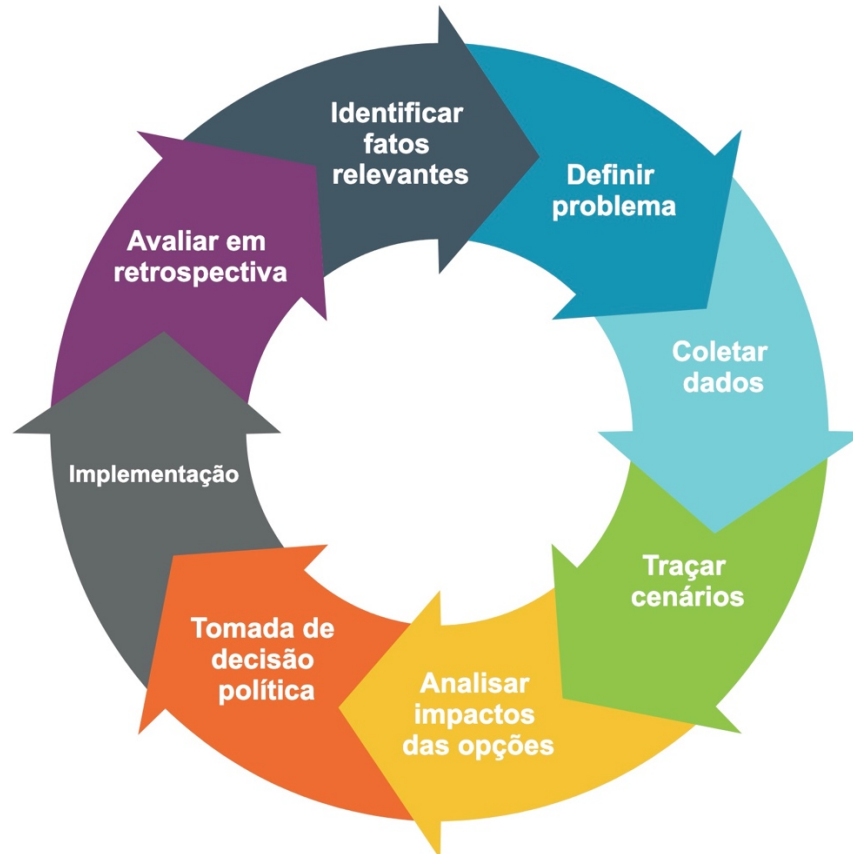 Identificar
fatos
relevantes
Definir
problema
Coletar
dados
Traçar
cenários
Analisar
impactos
das opções
Tomada de
decisão
política
Implementação
Avaliar em
retrospectiva